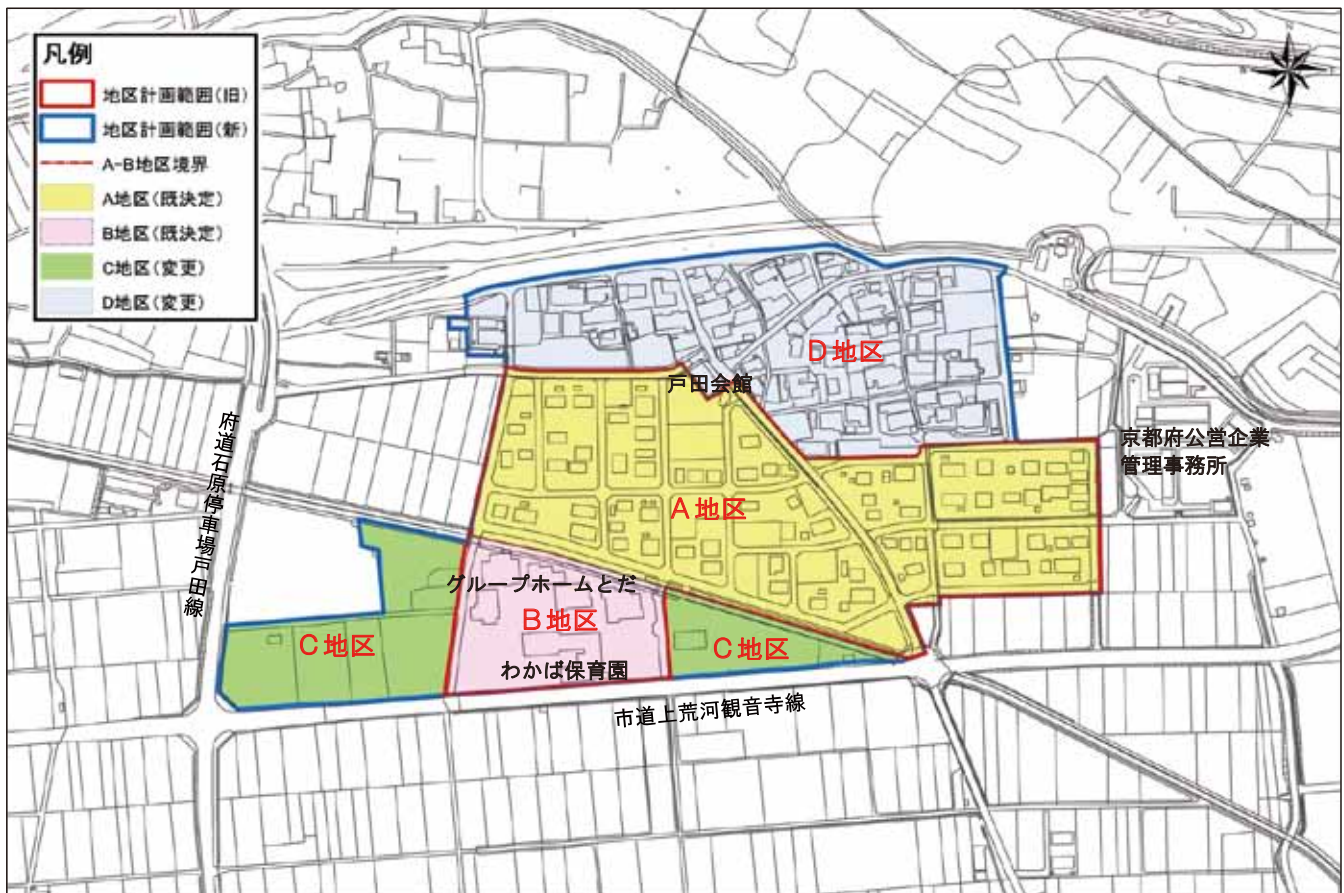 凡例
地区計画範囲(旧)
地区計画範囲(新)
A-B地区境界
A地区(既決定)
B地区(既決定)
C地区(変更)
D地区(変更)
D地区
戸田会館
京都府公営企業
管理事務所
府道石原停車場戸田線
A地区
グループホームとだ
B地区
C地区
C地区
わかば保育園
市道上荒河観音寺線